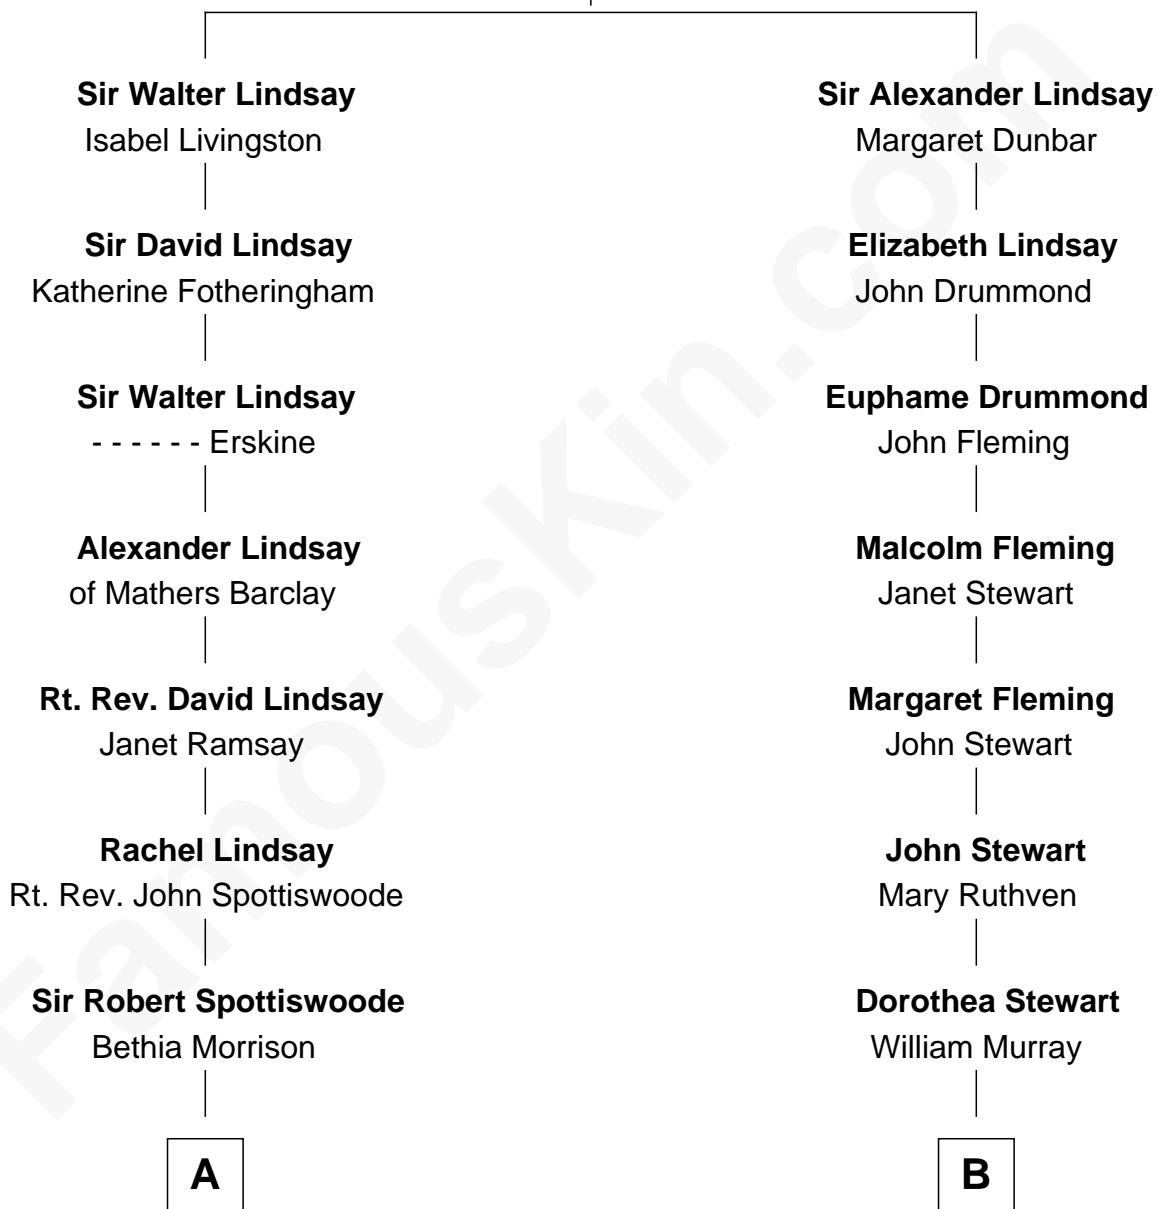 Sir Walter Lindsay
Isabel Livingston
Sir David Lindsay
Katherine Fotheringham
Sir Walter Lindsay
- - - - - - Erskine
Alexander Lindsay
of Mathers Barclay
Rt. Rev. David Lindsay
Janet Ramsay
Rachel Lindsay
Rt. Rev. John Spottiswoode
Sir Robert Spottiswoode
Bethia Morrison
A
Sir Alexander Lindsay
Margaret Dunbar
Elizabeth Lindsay
John Drummond
Euphame Drummond
John Fleming
Malcolm Fleming
Janet Stewart
Margaret Fleming
John Stewart
John Stewart
Mary Ruthven
Dorothea Stewart
William Murray
B
FamousKin.com